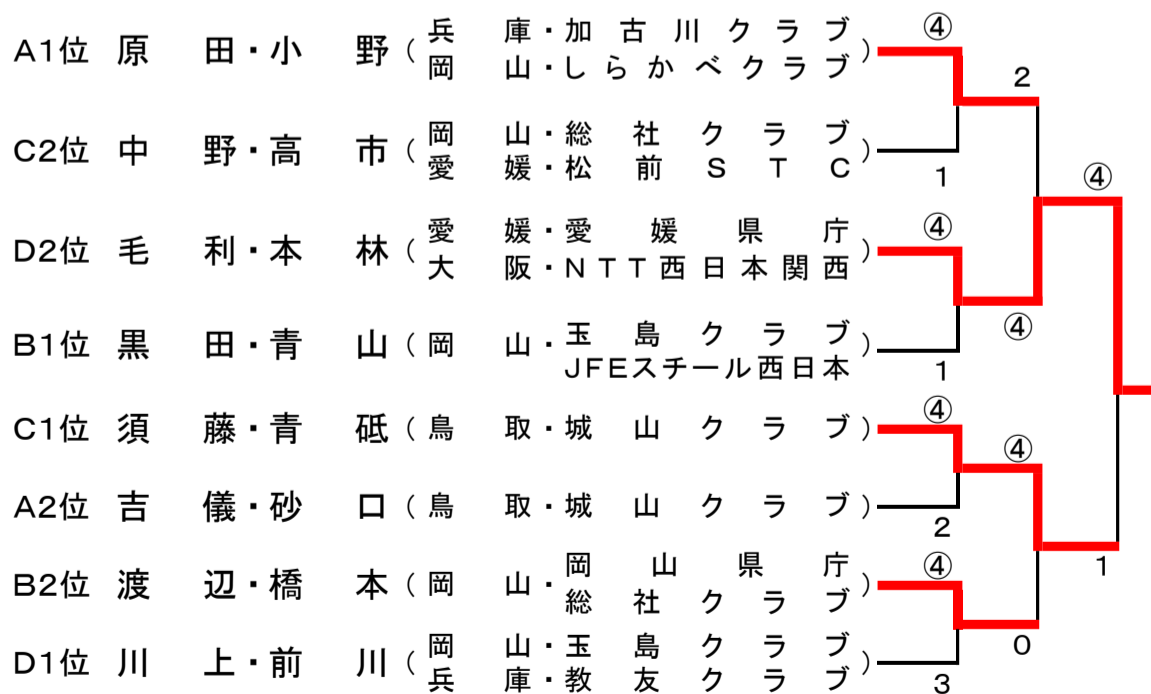 兵庫・加古川クラブ ④
A1位 原田・小野(      )
岡山・しらかべクラブ
2
岡山・総社クラブ
C2位 中野・高市(      )
愛媛・松前STC
1 ④
愛媛・愛媛県庁 ④
D2位 毛利・本林(      )
大阪・NTT西日本関西
④
玉島クラブ
B1位 黒田・青山(岡山・      )
JFEスチール西日本 1
C1位 須藤・青砥(鳥取・城山クラブ) ④
④
A2位 吉儀・砂口(鳥取・城山クラブ)
2
岡山県庁 ④ 1
B2位 渡辺・橋本(岡山・      )
総社クラブ
0
岡山・玉島クラブ
D1位 川上・前川(      )
兵庫・教友クラブ 3